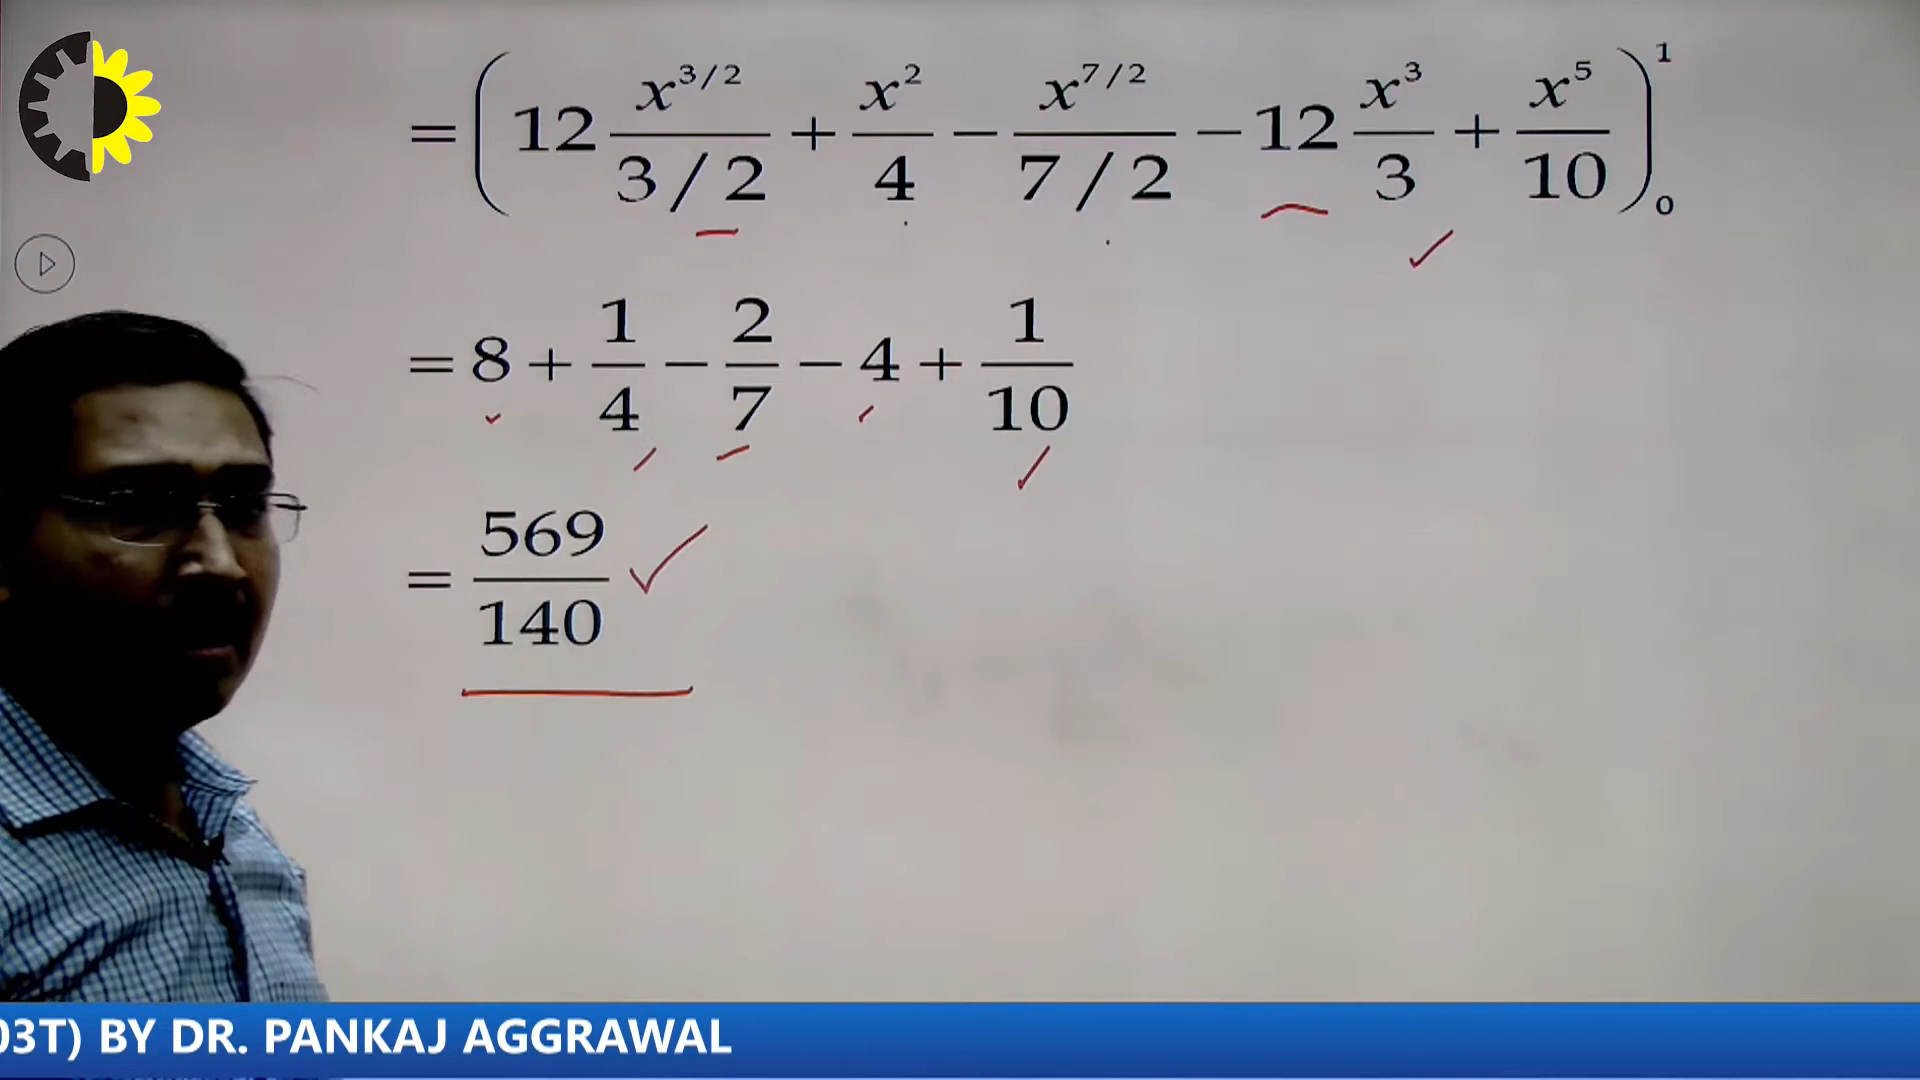 = ( 12 x^{3/2}/(3/2) + x^2/4 − x^{7/2}/(7/2) − 12 x^3/3 + x^5/10 )_0^1
= 8 + 1/4 − 2/7 − 4 + 1/10
= 569/140
03T) BY DR. PANKAJ AGGRAWAL